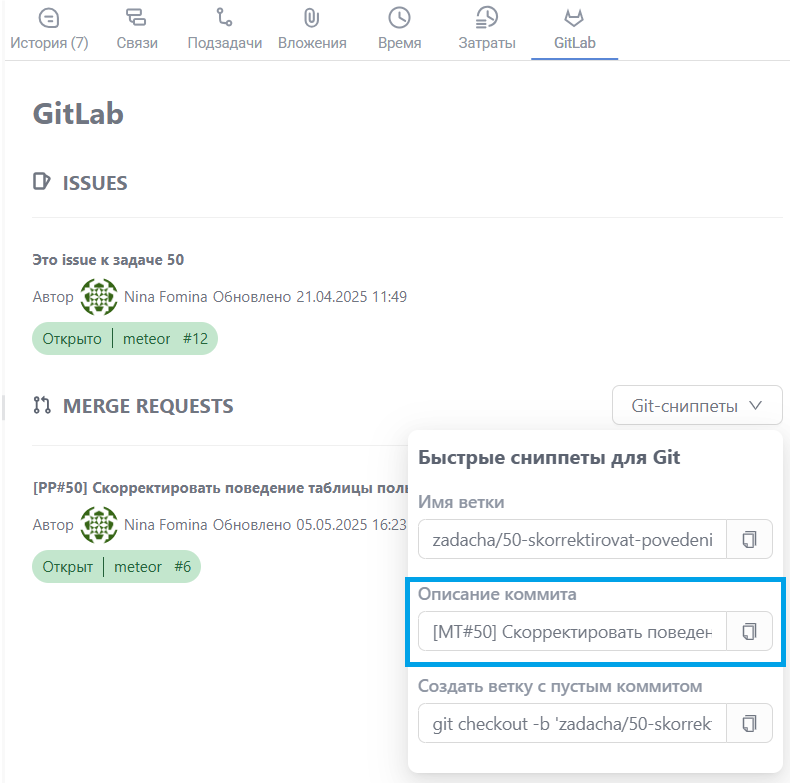 История (7) Связи Подзадачи Вложения Время Затраты GitLab
GitLab
ISSUES
Это issue к задаче 50
Автор Nina Fomina Обновлено 21.04.2025 11:49
Открыто meteor #12
MERGE REQUESTS
Git-сниппеты
Быстрые сниппеты для Git
[PP#50] Скорректировать поведение таблицы
Автор Nina Fomina Обновлено 05.05.2025 16:23
Открыт meteor #6
Имя ветки
zadacha/50-skorrektirovat-povedeni
Описание коммита
[MT#50] Скорректировать поведен
Создать ветку с пустым коммитом
git checkout -b 'zadacha/50-skorrek